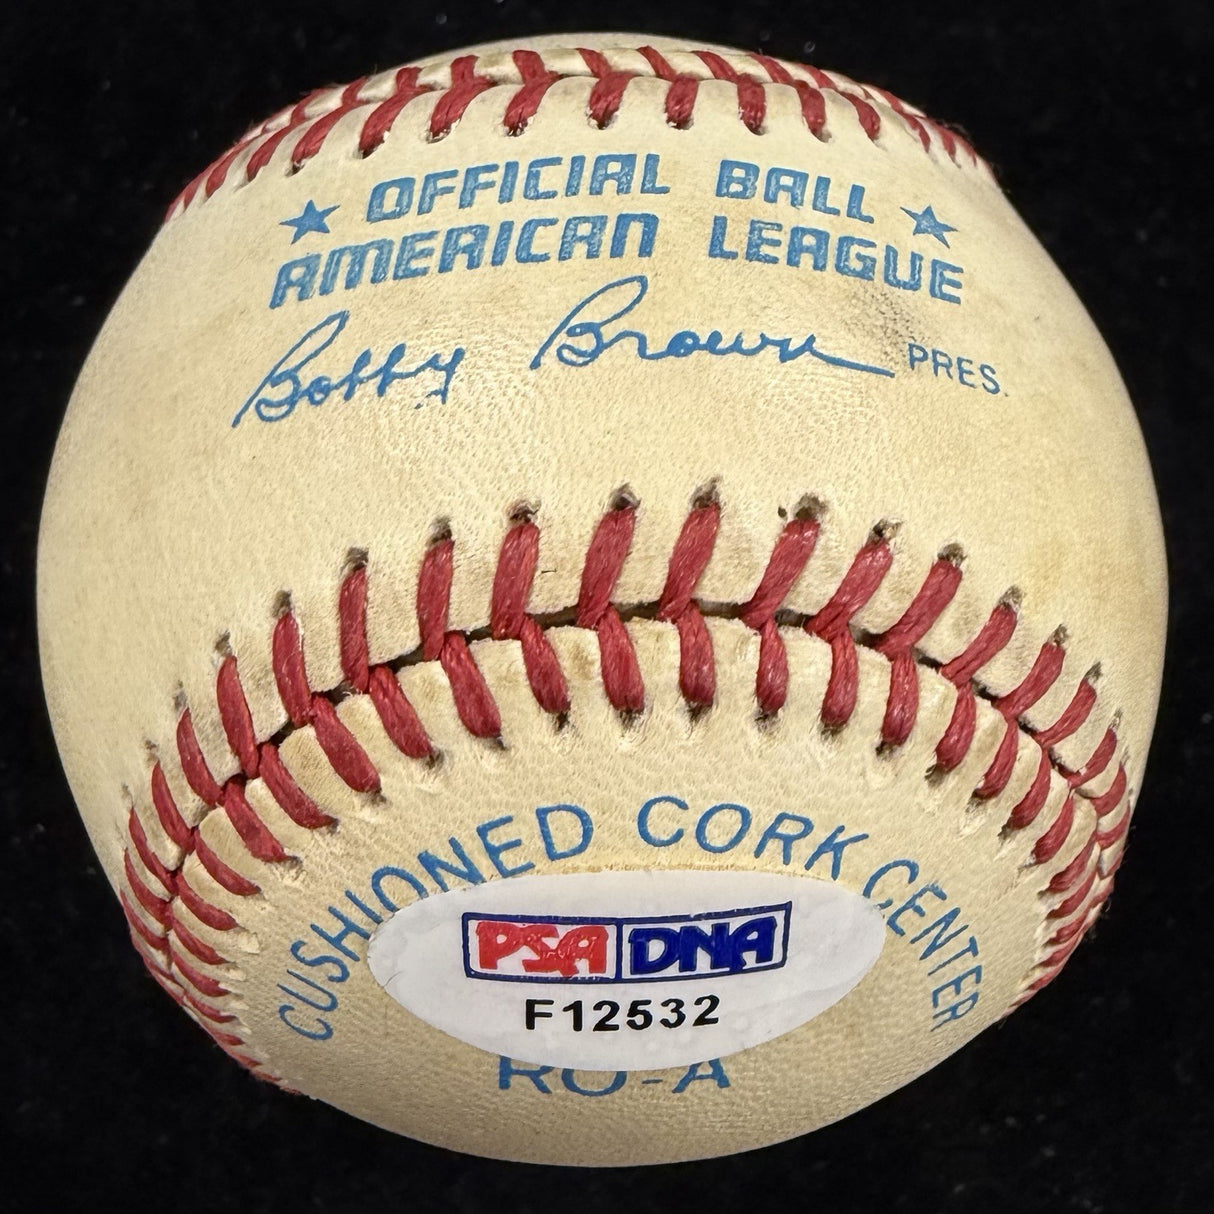 OFFICIAL BALL
AMERICAN LEAGUE
Bobby Brown PRES.
CUSHIONED CORK CENTER
PSA DNA
F12532
RO-A